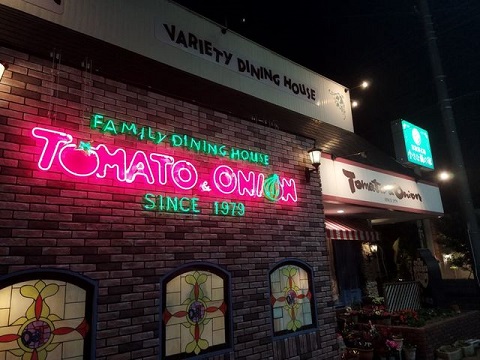 VARIETY DINING HOUSE
FAMILY DINING HOUSE
TOMATO & ONION
SINCE 1979
Tomato & Onion